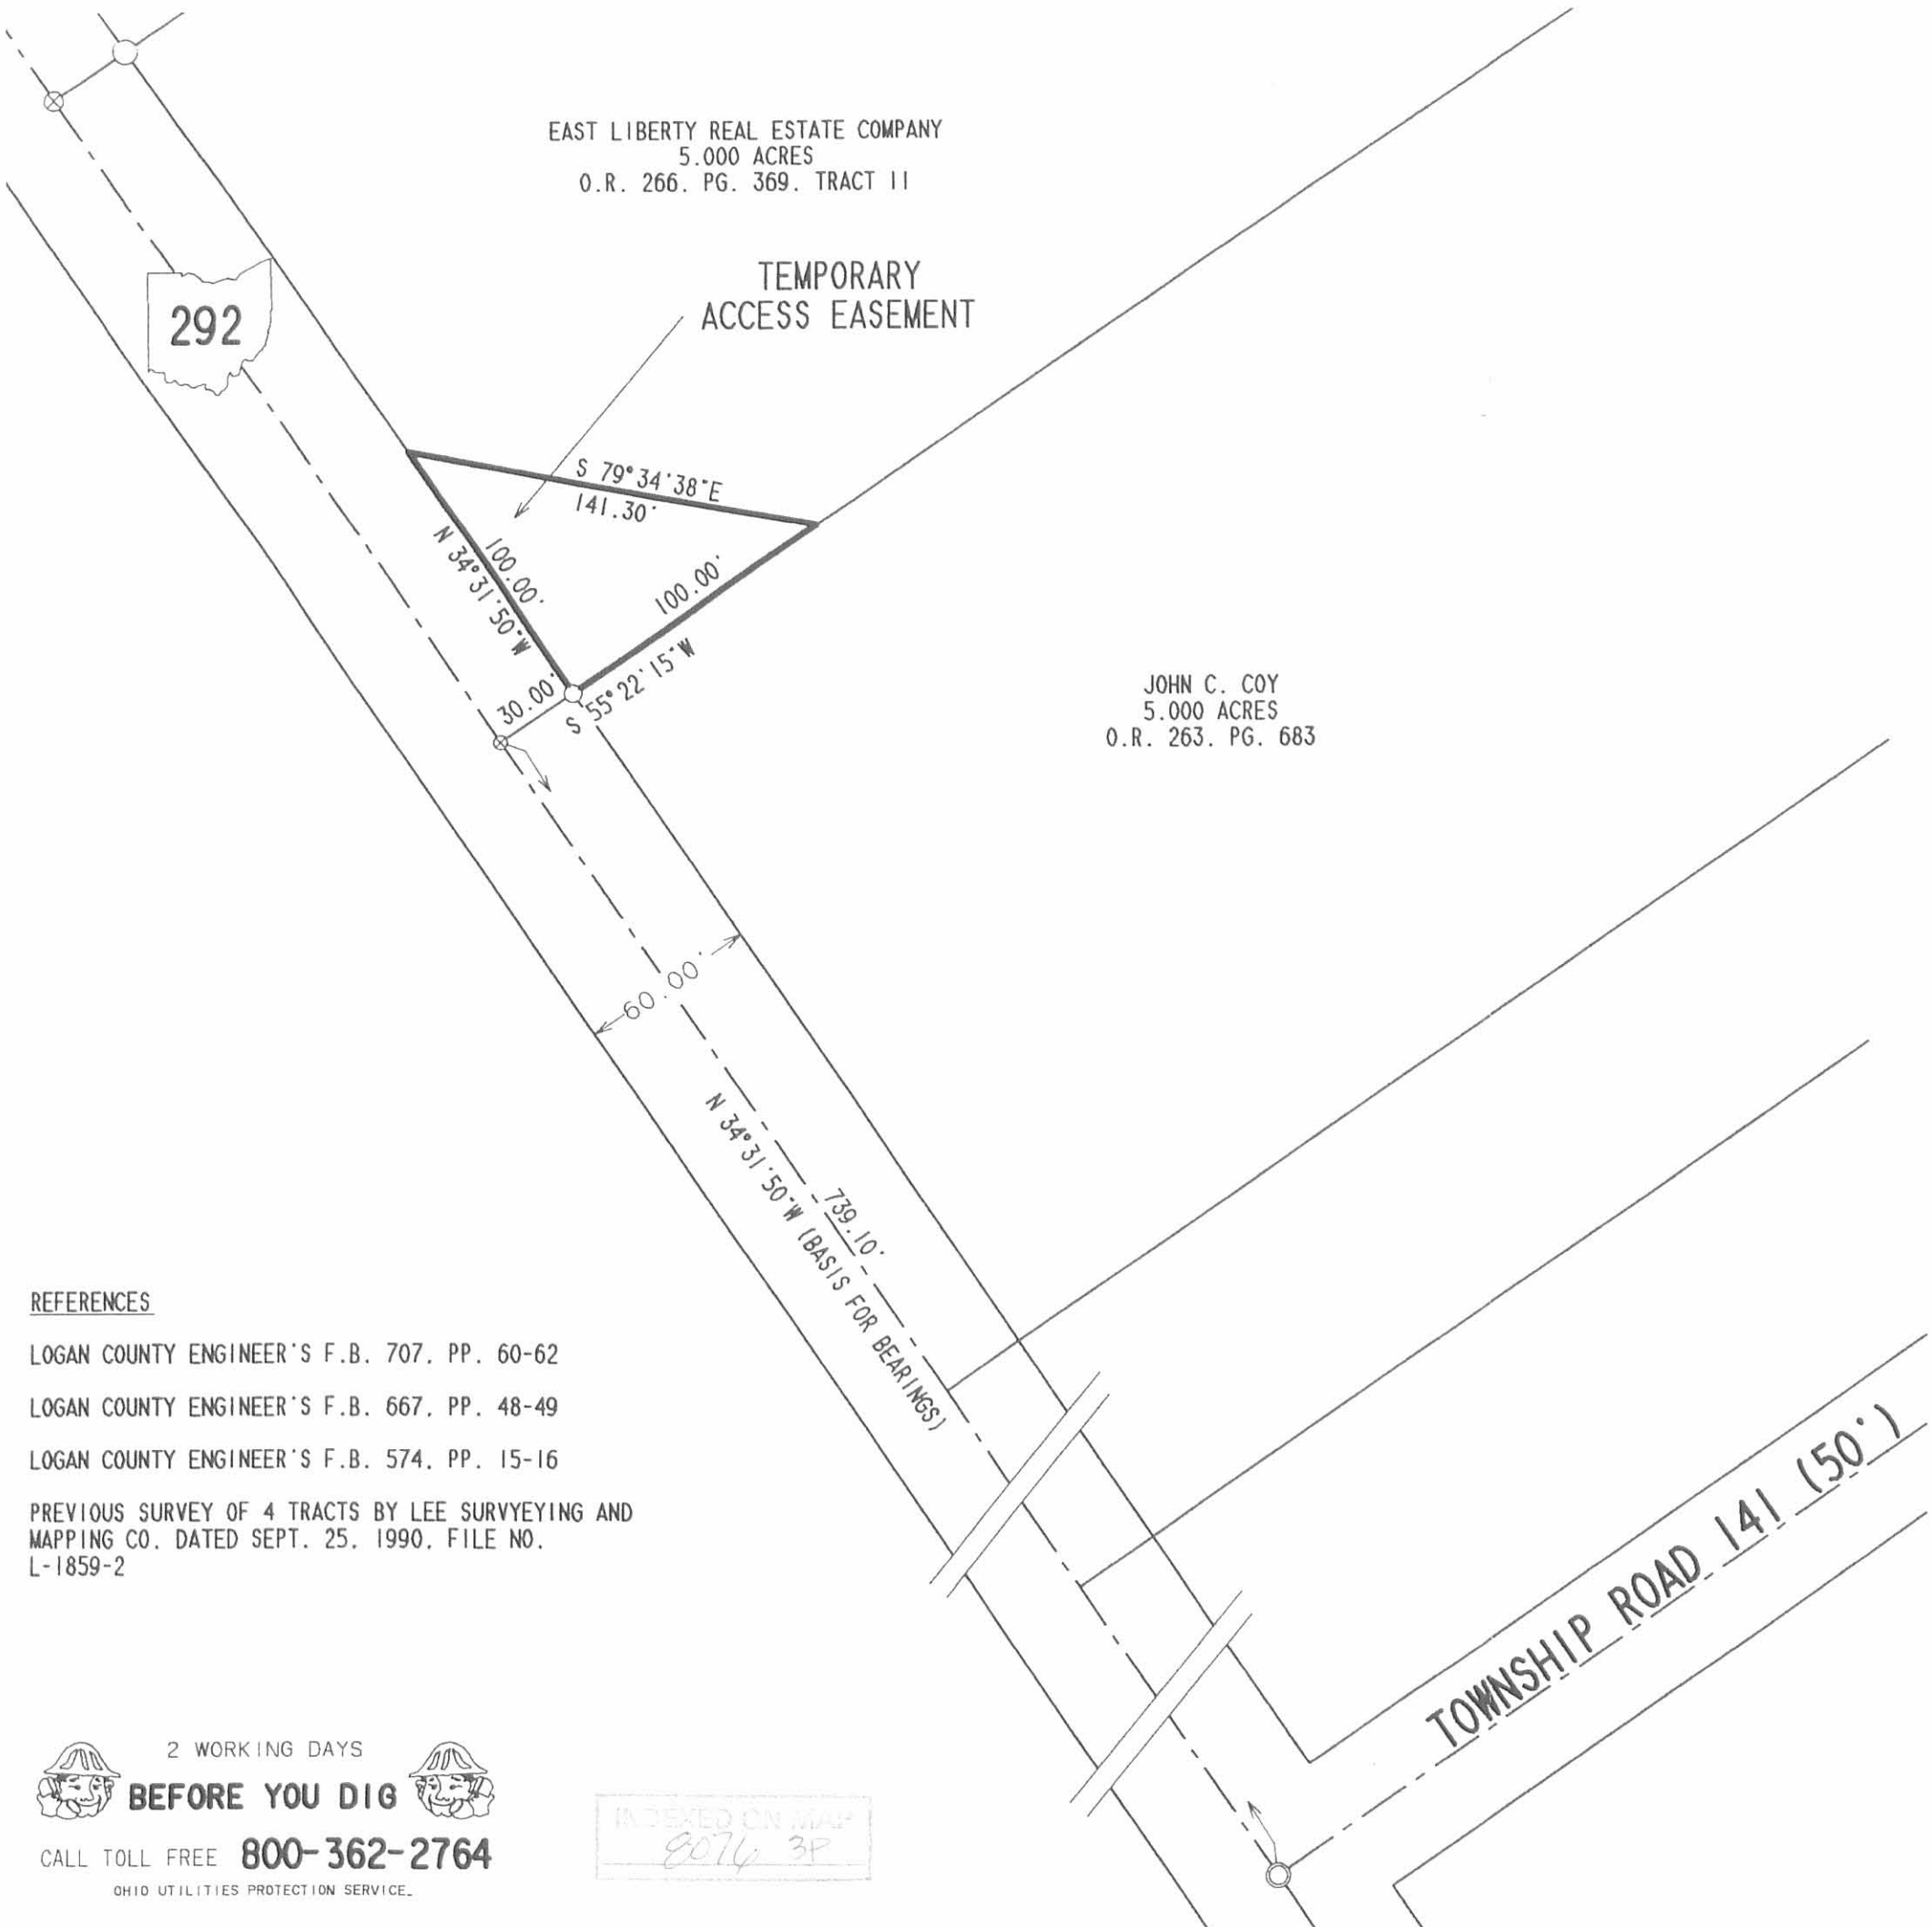 EAST LIBERTY REAL ESTATE COMPANY
5.000 ACRES
O.R. 266. PG. 369. TRACT II
TEMPORARY
ACCESS EASEMENT
292
S 79°34'38"E
141.30'
100.00'
N 34°31'50"W
100.00'
30.00'
S 55°22'15"W
JOHN C. COY
5.000 ACRES
O.R. 263. PG. 683
60.00'
739.10'
N 34°31'50"W (BASIS FOR BEARINGS)
REFERENCES
LOGAN COUNTY ENGINEER'S F.B. 707. PP. 60-62
LOGAN COUNTY ENGINEER'S F.B. 667. PP. 48-49
LOGAN COUNTY ENGINEER'S F.B. 574. PP. 15-16
PREVIOUS SURVEY OF 4 TRACTS BY LEE SURVYEYING AND
MAPPING CO. DATED SEPT. 25. 1990. FILE NO.
L-1859-2
TOWNSHIP ROAD 141 (50')
2 WORKING DAYS
BEFORE YOU DIG
CALL TOLL FREE 800-362-2764
OHIO UTILITIES PROTECTION SERVICE.
INDEXED ON MAP
3P